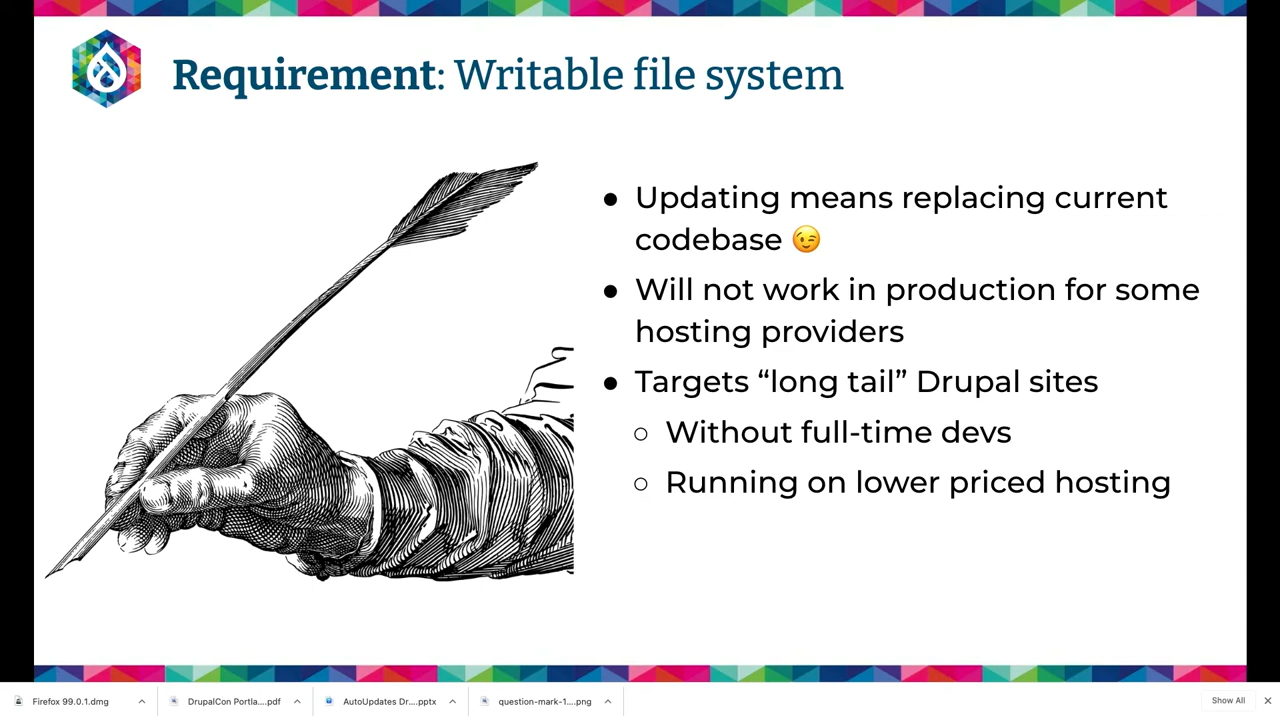 Requirement: Writable file system
● Updating means replacing current
codebase 😉
● Will not work in production for some
hosting providers
● Targets “long tail” Drupal sites
○ Without full-time devs
○ Running on lower priced hosting
Firefox 99.0.1.dmg
DrupalCon Portla....pdf
AutoUpdates Dr....pptx
question-mark-1....png
Show All